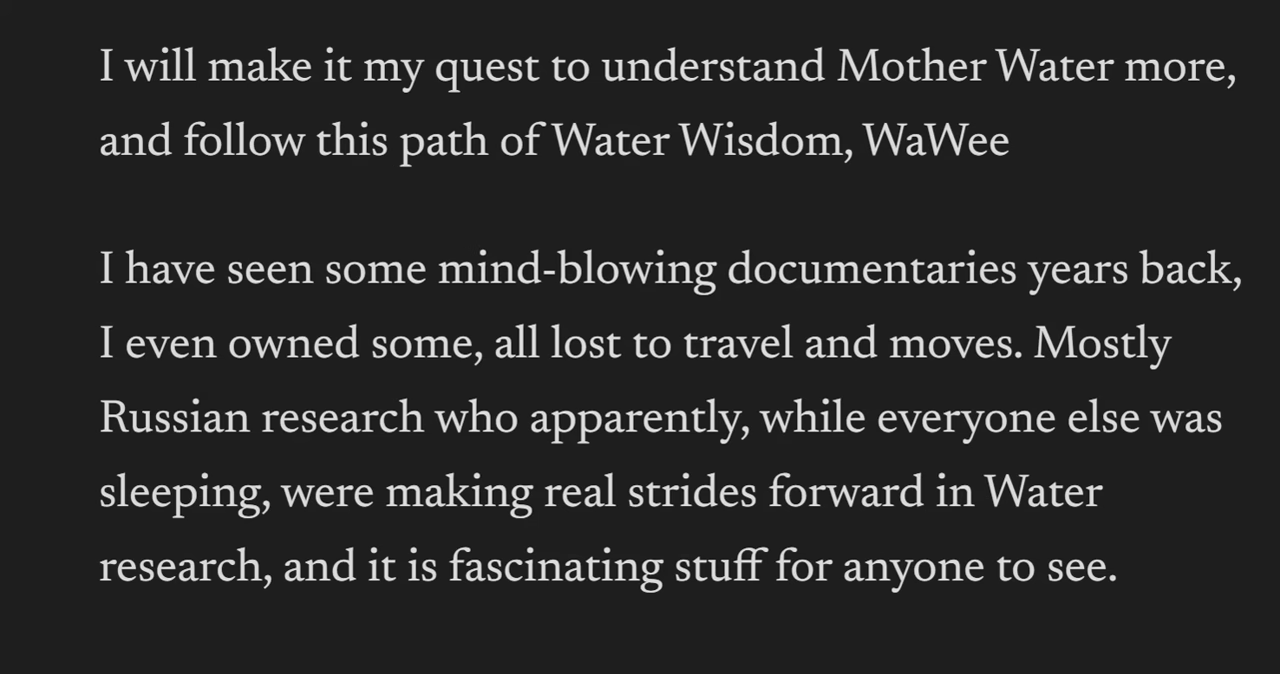 I will make it my quest to understand Mother Water more,
and follow this path of Water Wisdom, WaWee
I have seen some mind-blowing documentaries years back,
I even owned some, all lost to travel and moves. Mostly
Russian research who apparently, while everyone else was
sleeping, were making real strides forward in Water
research, and it is fascinating stuff for anyone to see.